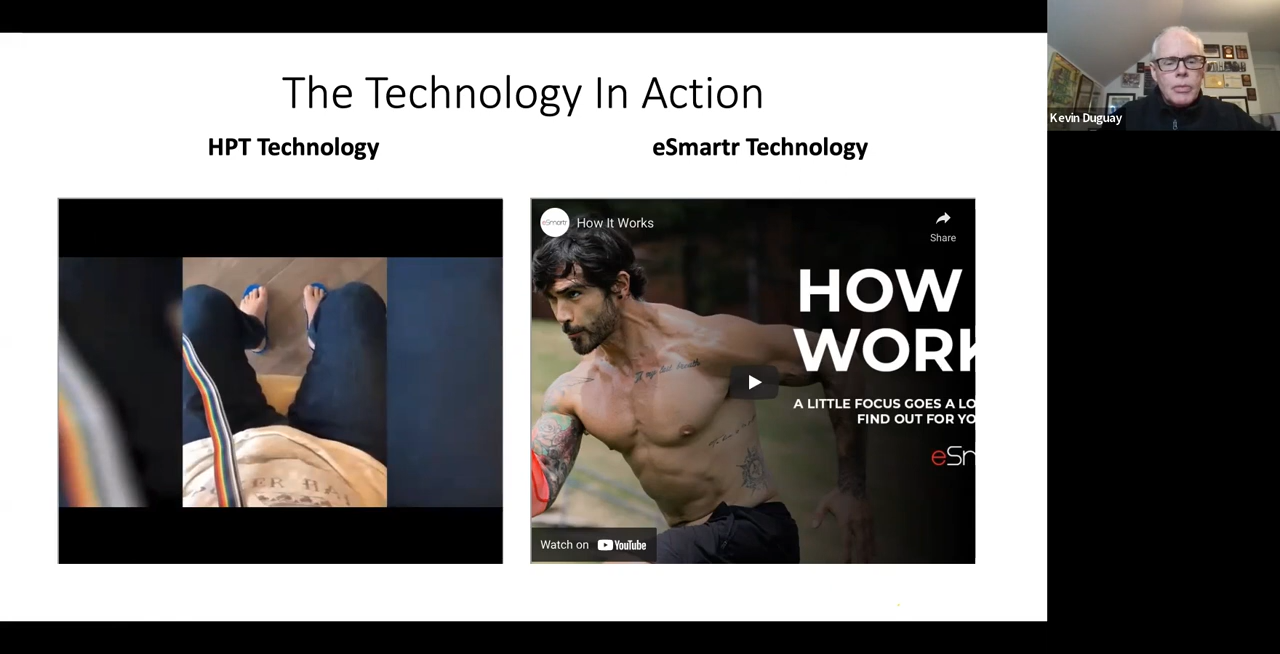 The Technology In Action
HPT Technology
eSmartr Technology
How It Works
Share
HOW
WORK
A LITTLE FOCUS GOES A LO
FIND OUT FOR YO
eSm
Watch on YouTube
Kevin Duguay